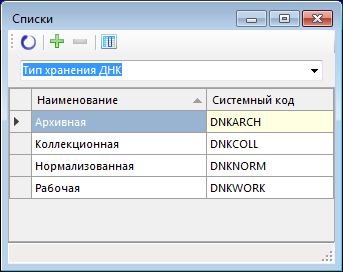 Списки
Тип хранения ДНК
Наименование Системный код
Архивная DNKARCH
Коллекционная DNKCOLL
Нормализованная DNKNORM
Рабочая DNKWORK